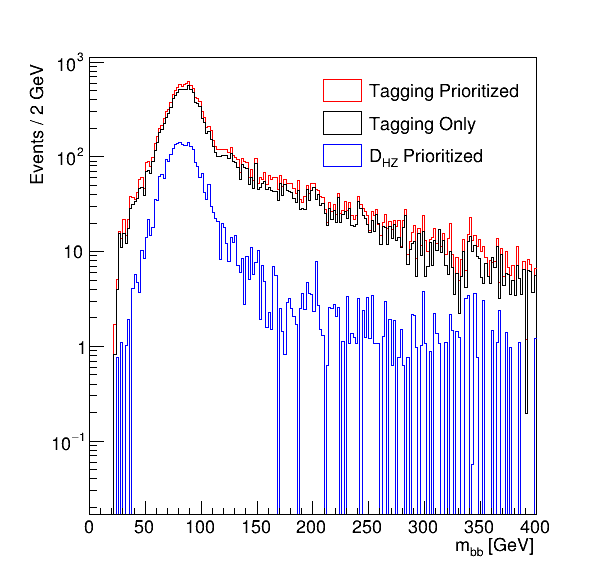 10³
10²
10
1
10⁻¹
Events / 2 GeV
Tagging Prioritized
Tagging Only
D_HZ Prioritized
0 50 100 150 200 250 300 350 400
m_bb [GeV]